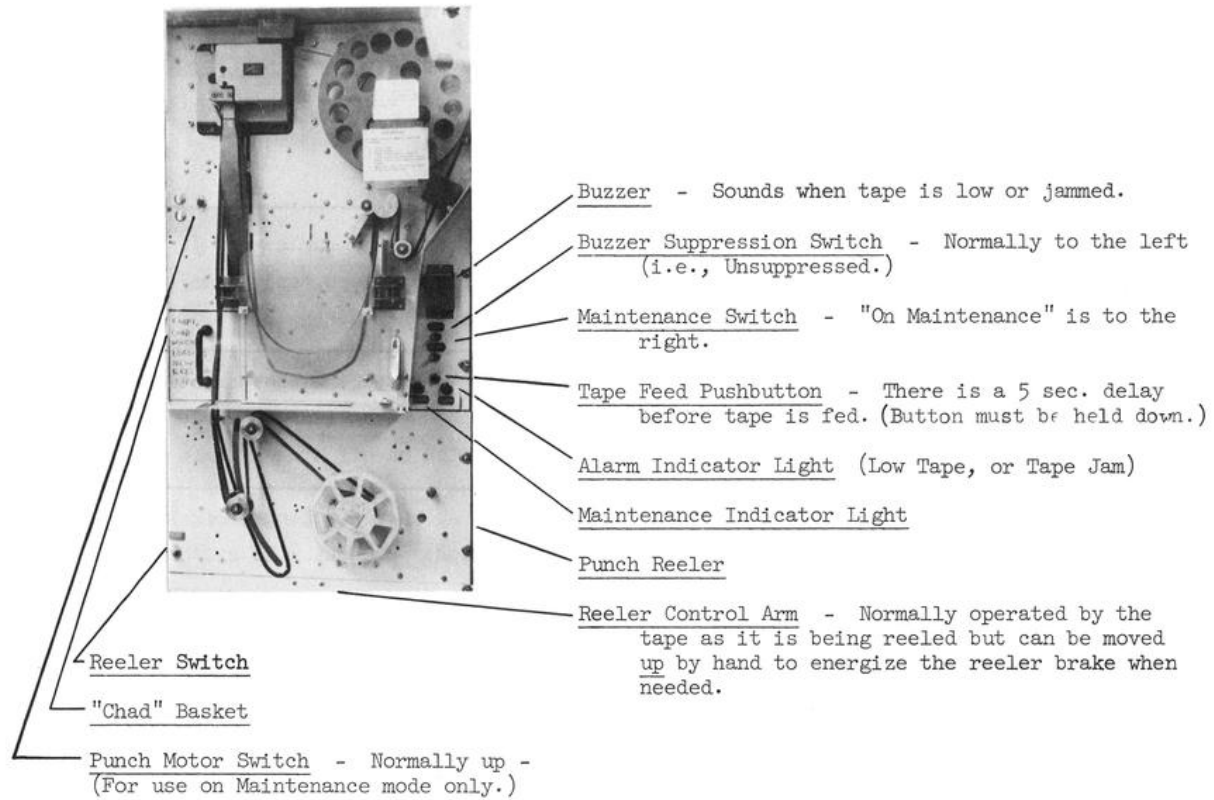 Buzzer - Sounds when tape is low or jammed.
Buzzer Suppression Switch - Normally to the left
(i.e., Unsuppressed.)
Maintenance Switch - "On Maintenance" is to the
right.
Tape Feed Pushbutton - There is a 5 sec. delay
before tape is fed. (Button must be held down.)
Alarm Indicator Light (Low Tape, or Tape Jam)
Maintenance Indicator Light
Punch Reeler
Reeler Control Arm - Normally operated by the
tape as it is being reeled but can be moved
up by hand to energize the reeler brake when
needed.
Reeler Switch
"Chad" Basket
Punch Motor Switch - Normally up -
(For use on Maintenance mode only.)